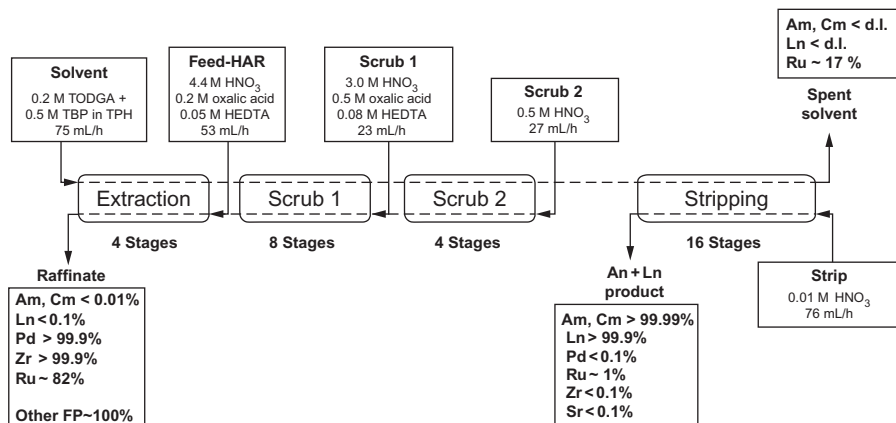 Solvent
0.2 M TODGA +
0.5 M TBP in TPH
75 mL/h
Feed-HAR
4.4 M HNO₃
0.2 M oxalic acid
0.05 M HEDTA
53 mL/h
Scrub 1
3.0 M HNO₃
0.5 M oxalic acid
0.08 M HEDTA
23 mL/h
Scrub 2
0.5 M HNO₃
27 mL/h
Am, Cm < d.l.
Ln < d.l.
Ru ~ 17 %
Spent
solvent
Extraction
Scrub 1
Scrub 2
Stripping
4 Stages
8 Stages
4 Stages
16 Stages
Raffinate
Am, Cm < 0.01%
Ln < 0.1%
Pd > 99.9%
Zr > 99.9%
Ru ~ 82%
Other FP~100%
An + Ln
product
Am, Cm > 99.99%
Ln > 99.9%
Pd < 0.1%
Ru ~ 1%
Zr < 0.1%
Sr < 0.1%
Strip
0.01 M HNO₃
76 mL/h